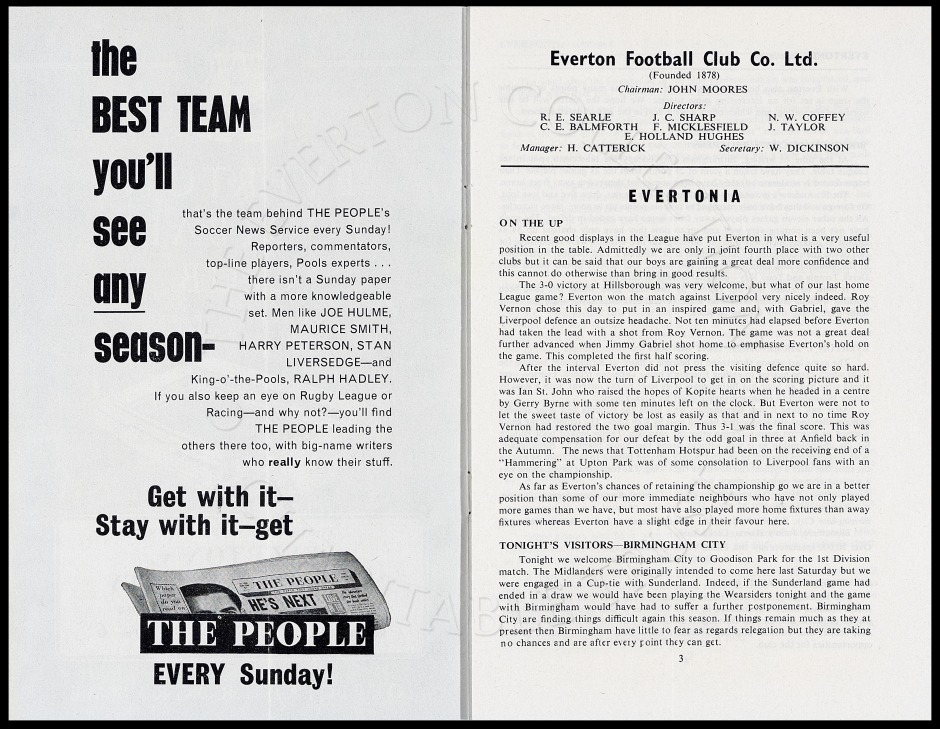 the
BEST TEAM
you'll
see
any
season-
that's the team behind THE PEOPLE's
Soccer News Service every Sunday!
Reporters, commentators,
top-line players, Pools experts . . .
there isn't a Sunday paper
with a more knowledgeable
set. Men like JOE HULME,
MAURICE SMITH,
HARRY PETERSON, STAN
LIVERSEDGE—and
King-o'-the-Pools, RALPH HADLEY.
If you also keep an eye on Rugby League or
Racing—and why not?—you'll find
THE PEOPLE leading the
others there too, with big-name writers
who really know their stuff.
Get with it—
Stay with it—get
THE PEOPLE
HE'S NEXT
THE PEOPLE
EVERY Sunday!
Everton Football Club Co. Ltd.
(Founded 1878)
Chairman: JOHN MOORES
Directors:
R. E. SEARLE J. C. SHARP N. W. COFFEY
C. E. BALMFORTH F. MICKLESFIELD J. TAYLOR
E. HOLLAND HUGHES
Manager: H. CATTERICK Secretary: W. DICKINSON
EVERTONIA
ON THE UP
Recent good displays in the League have put Everton in what is a very useful
position in the table. Admittedly we are only in joint fourth place with two other
clubs but it can be said that our boys are gaining a great deal more confidence and
this cannot do otherwise than bring in good results.
The 3-0 victory at Hillsborough was very welcome, but what of our last home
League game? Everton won the match against Liverpool very nicely indeed. Roy
Vernon chose this day to put in an inspired game and, with Gabriel, gave the
Liverpool defence an outsize headache. Not ten minutes had elapsed before Everton
had taken the lead with a shot from Roy Vernon. The game was not a great deal
further advanced when Jimmy Gabriel shot home to emphasise Everton's hold on
the game. This completed the first half scoring.
After the interval Everton did not press the visiting defence quite so hard.
However, it was now the turn of Liverpool to get in on the scoring picture and it
was Ian St. John who raised the hopes of Kopite hearts when he headed in a centre
by Gerry Byrne with some ten minutes left on the clock. But Everton were not to
let the sweet taste of victory be lost as easily as that and in next to no time Roy
Vernon had restored the two goal margin. Thus 3-1 was the final score. This was
adequate compensation for our defeat by the odd goal in three at Anfield back in
the Autumn. The news that Tottenham Hotspur had been on the receiving end of a
"Hammering" at Upton Park was of some consolation to Liverpool fans with an
eye on the championship.
As far as Everton's chances of retaining the championship go we are in a better
position than some of our more immediate neighbours who have not only played
more games than we have, but most have also played more home fixtures than away
fixtures whereas Everton have a slight edge in their favour here.
TONIGHT'S VISITORS—BIRMINGHAM CITY
Tonight we welcome Birmingham City to Goodison Park for the 1st Division
match. The Midlanders were originally intended to come here last Saturday but we
were engaged in a Cup-tie with Sunderland. Indeed, if the Sunderland game had
ended in a draw we would have been playing the Wearsiders tonight and the game
with Birmingham would have had to suffer a further postponement. Birmingham
City are finding things difficult again this season. If things remain much as they at
present then Birmingham have little to fear as regards relegation but they are taking
no chances and are after every point they can get.
3